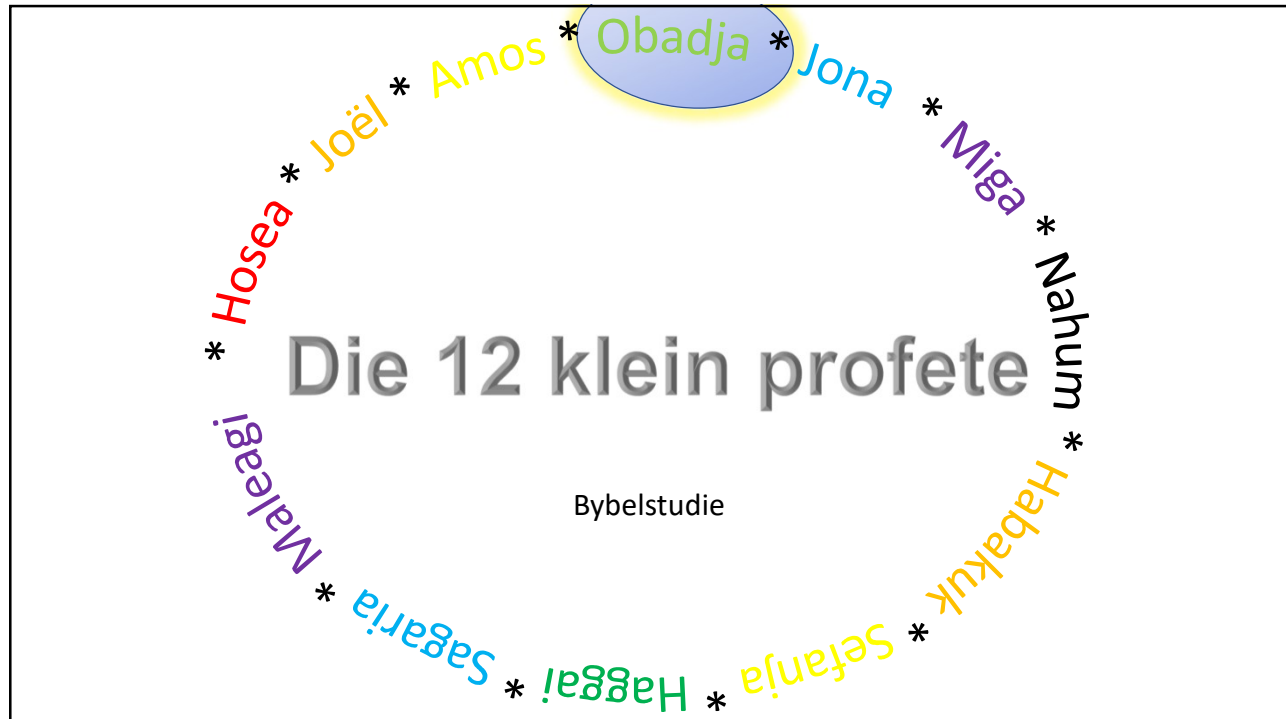 * Hosea * Joël * Amos * Obadja * Jona * Miga * Nahum * Habakuk * Sefanja * Haggai * Sagaria * Maleagi
Die 12 klein profete
Bybelstudie